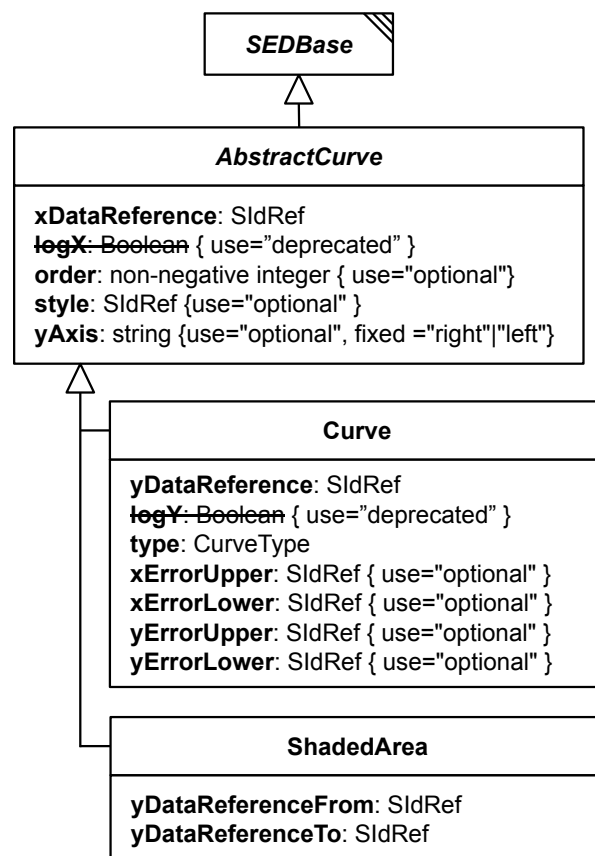 SEDBase
AbstractCurve
xDataReference: SIdRef
logX: Boolean { use=”deprecated” }
order: non-negative integer { use="optional"}
style: SIdRef {use="optional" }
yAxis: string {use="optional", fixed ="right"|"left"}
Curve
yDataReference: SIdRef
logY: Boolean { use=”deprecated” }
type: CurveType
xErrorUpper: SIdRef { use="optional" }
xErrorLower: SIdRef { use="optional" }
yErrorUpper: SIdRef { use="optional" }
yErrorLower: SIdRef { use="optional" }
ShadedArea
yDataReferenceFrom: SIdRef
yDataReferenceTo: SIdRef